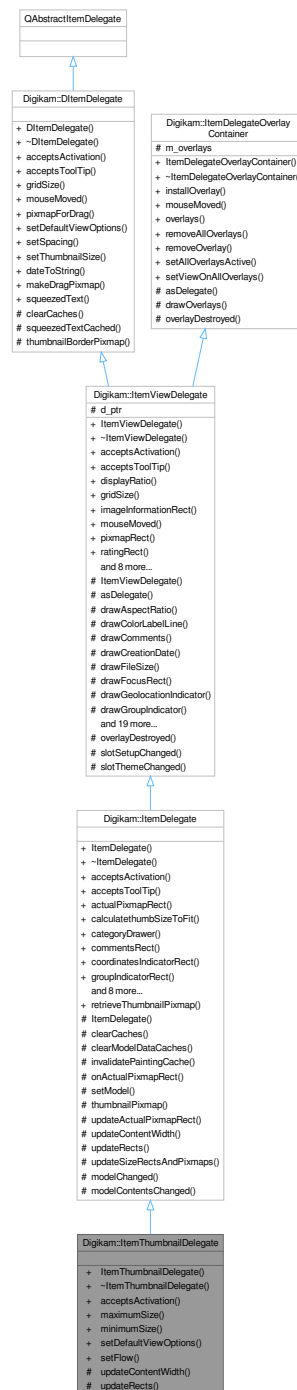 QAbstractItemDelegate
Digikam::DItemDelegate
+ DItemDelegate()
+ ~DItemDelegate()
+ acceptsActivation()
+ acceptsToolTip()
+ gridSize()
+ mouseMoved()
+ pixmapForDrag()
+ setDefaultViewOptions()
+ setSpacing()
+ setThumbnailSize()
+ dateToString()
+ makeDragPixmap()
+ squeezedText()
# clearCaches()
# squeezedTextCached()
# thumbnailBorderPixmap()
Digikam::ItemDelegateOverlay
Container
# m_overlays
+ ItemDelegateOverlayContainer()
+ ~ItemDelegateOverlayContainer()
+ installOverlay()
+ mouseMoved()
+ overlays()
+ removeAllOverlays()
+ removeOverlay()
+ setAllOverlaysActive()
+ setViewOnAllOverlays()
# asDelegate()
# drawOverlays()
# overlayDestroyed()
Digikam::ItemViewDelegate
# d_ptr
+ ItemViewDelegate()
+ ~ItemViewDelegate()
+ acceptsActivation()
+ acceptsToolTip()
+ displayRatio()
+ gridSize()
+ imageInformationRect()
+ mouseMoved()
+ pixmapRect()
+ ratingRect()
and 8 more...
# ItemViewDelegate()
# asDelegate()
# drawAspectRatio()
# drawColorLabelLine()
# drawComments()
# drawCreationDate()
# drawFileSize()
# drawFocusRect()
# drawGeolocationIndicator()
# drawGroupIndicator()
and 19 more...
# overlayDestroyed()
# slotSetupChanged()
# slotThemeChanged()
Digikam::ItemDelegate
+ ItemDelegate()
+ ~ItemDelegate()
+ acceptsActivation()
+ acceptsToolTip()
+ actualPixmapRect()
+ calculatethumbSizeToFit()
+ categoryDrawer()
+ commentsRect()
+ coordinatesIndicatorRect()
+ groupIndicatorRect()
and 8 more...
+ retrieveThumbnailPixmap()
# ItemDelegate()
# clearCaches()
# clearModelDataCaches()
# invalidatePaintingCache()
# onActualPixmapRect()
# setModel()
# thumbnailPixmap()
# updateActualPixmapRect()
# updateContentWidth()
# updateRects()
# updateSizeRectsAndPixmaps()
# modelChanged()
# modelContentsChanged()
Digikam::ItemThumbnailDelegate
+ ItemThumbnailDelegate()
+ ~ItemThumbnailDelegate()
+ acceptsActivation()
+ maximumSize()
+ minimumSize()
+ setDefaultViewOptions()
+ setFlow()
# updateContentWidth()
# updateRects()